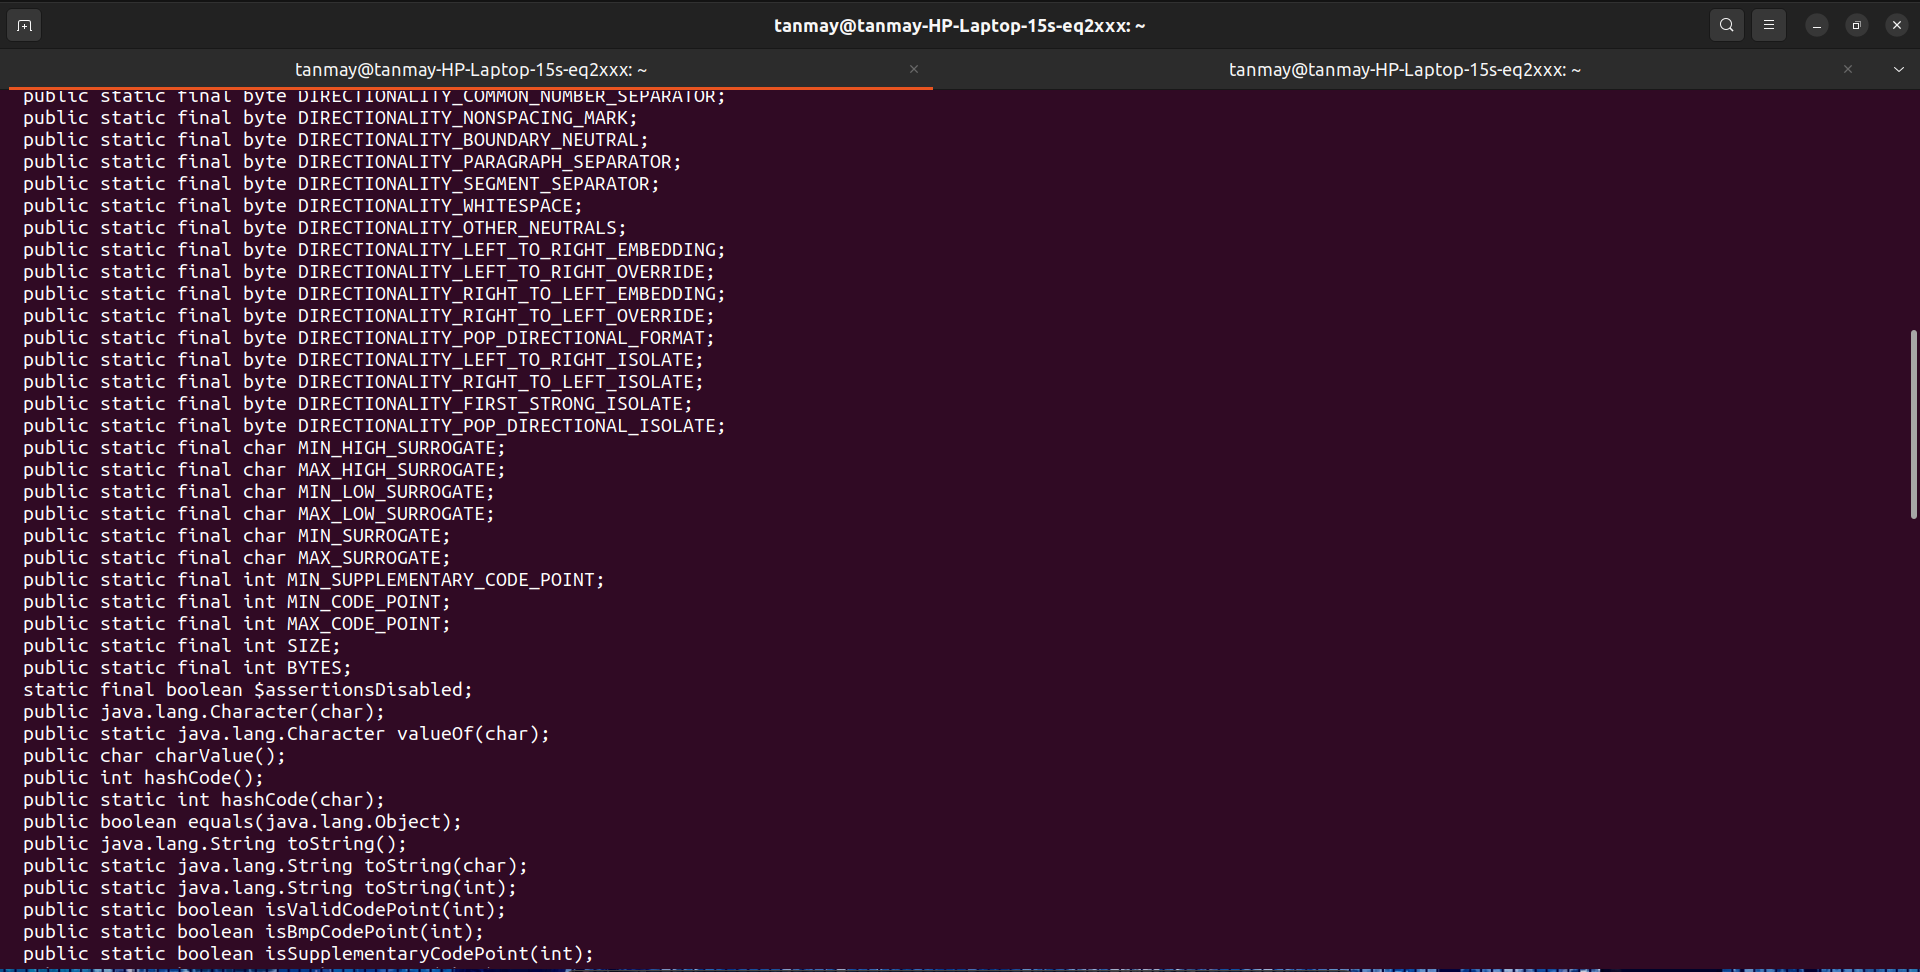 tanmay@tanmay-HP-Laptop-15s-eq2xxx: ~
tanmay@tanmay-HP-Laptop-15s-eq2xxx: ~
tanmay@tanmay-HP-Laptop-15s-eq2xxx: ~
public static final byte DIRECTIONALITY_COMMON_NUMBER_SEPARATOR;
public static final byte DIRECTIONALITY_NONSPACING_MARK;
public static final byte DIRECTIONALITY_BOUNDARY_NEUTRAL;
public static final byte DIRECTIONALITY_PARAGRAPH_SEPARATOR;
public static final byte DIRECTIONALITY_SEGMENT_SEPARATOR;
public static final byte DIRECTIONALITY_WHITESPACE;
public static final byte DIRECTIONALITY_OTHER_NEUTRALS;
public static final byte DIRECTIONALITY_LEFT_TO_RIGHT_EMBEDDING;
public static final byte DIRECTIONALITY_LEFT_TO_RIGHT_OVERRIDE;
public static final byte DIRECTIONALITY_RIGHT_TO_LEFT_EMBEDDING;
public static final byte DIRECTIONALITY_RIGHT_TO_LEFT_OVERRIDE;
public static final byte DIRECTIONALITY_POP_DIRECTIONAL_FORMAT;
public static final byte DIRECTIONALITY_LEFT_TO_RIGHT_ISOLATE;
public static final byte DIRECTIONALITY_RIGHT_TO_LEFT_ISOLATE;
public static final byte DIRECTIONALITY_FIRST_STRONG_ISOLATE;
public static final byte DIRECTIONALITY_POP_DIRECTIONAL_ISOLATE;
public static final char MIN_HIGH_SURROGATE;
public static final char MAX_HIGH_SURROGATE;
public static final char MIN_LOW_SURROGATE;
public static final char MAX_LOW_SURROGATE;
public static final char MIN_SURROGATE;
public static final char MAX_SURROGATE;
public static final int MIN_SUPPLEMENTARY_CODE_POINT;
public static final int MIN_CODE_POINT;
public static final int MAX_CODE_POINT;
public static final int SIZE;
public static final int BYTES;
static final boolean $assertionsDisabled;
public java.lang.Character(char);
public static java.lang.Character valueOf(char);
public char charValue();
public int hashCode();
public static int hashCode(char);
public boolean equals(java.lang.Object);
public java.lang.String toString();
public static java.lang.String toString(char);
public static java.lang.String toString(int);
public static boolean isValidCodePoint(int);
public static boolean isBmpCodePoint(int);
public static boolean isSupplementaryCodePoint(int);